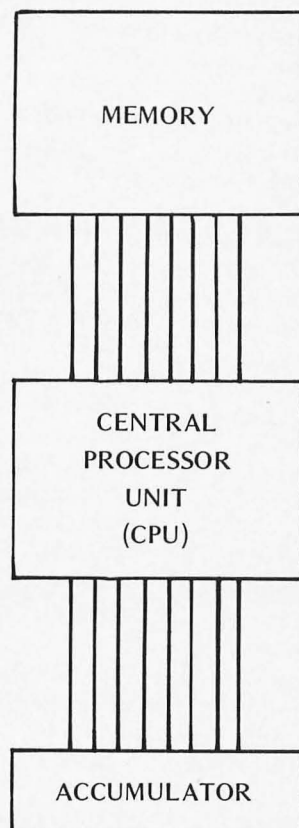 MEMORY
CENTRAL
PROCESSOR
UNIT
(CPU)
ACCUMULATOR